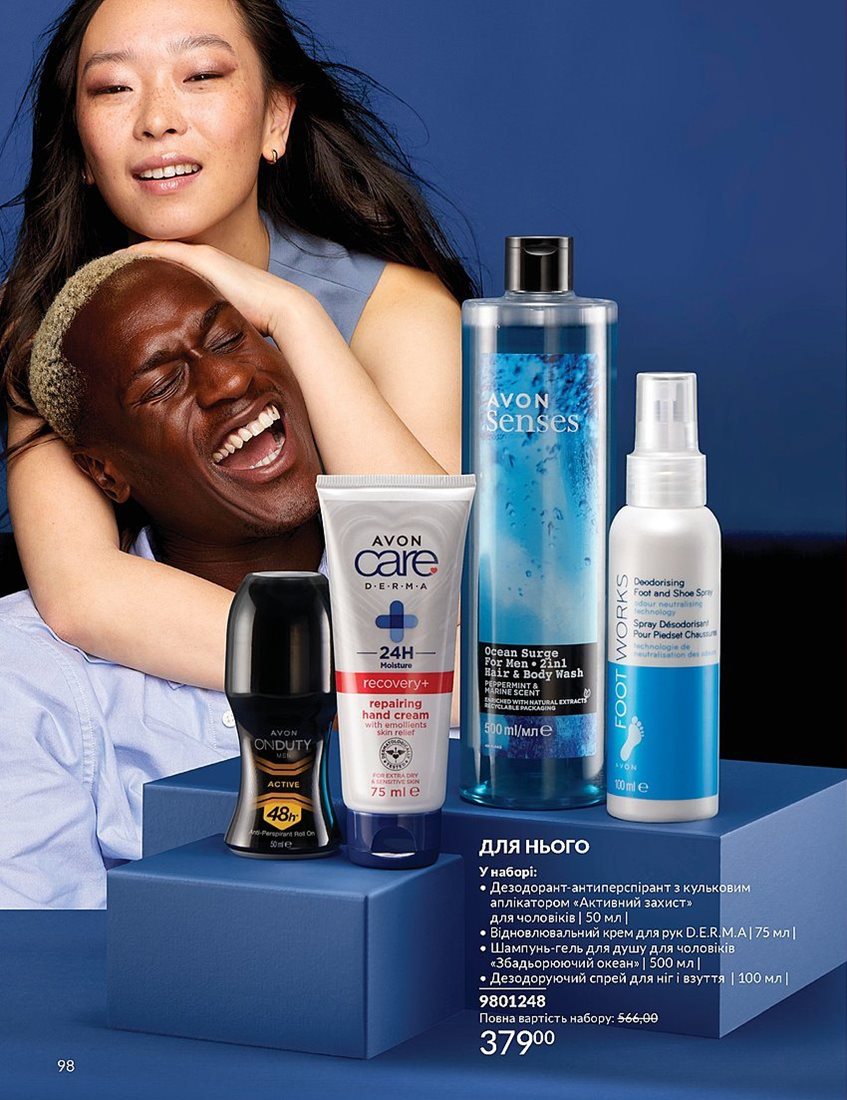 AVON
Senses
Ocean Surge
For Men • 2in1
Hair & Body Wash
PEPPERMINT &
MARINE SCENT
ENRICHED WITH NATURAL EXTRACTS
RECYCLABLE PACKAGING
500 ml/мл e
Deodorising
Foot and Shoe Spray
odour neutralising
technology
Spray Désodorisant
Pour Piedset Chaussures
technologie de
neutralisation des
FOOT WORKS
AVON
100 ml e
AVON
care
D·E·R·M·A
24H
Moisture
recovery+
repairing
hand cream
with emollients
skin relief
DERMATOLOGICALLY
TESTED
FOR EXTRA DRY
& SENSITIVE SKIN
75 ml e
AVON
ONDUTY
MEN
ACTIVE
48h
Anti-Perspirant Roll On
50 ml e
ДЛЯ НЬОГО
У наборі:
• Дезодорант-антиперспірант з кульковим
аплікатором «Активний захист»
для чоловіків | 50 мл |
• Відновлювальний крем для рук D.E.R.M.A | 75 мл |
• Шампунь-гель для душу для чоловіків
«Збадьорюючий океан» | 500 мл |
• Дезодоруючий спрей для ніг і взуття | 100 мл |
9801248
Повна вартість набору: 566,00
37900
98